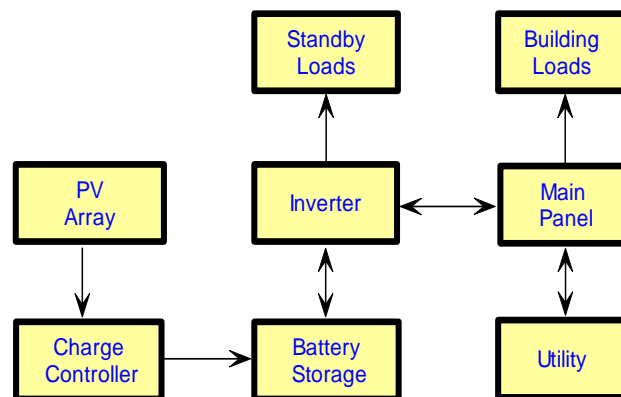 Standby
Loads
Building
Loads
PV
Array
Inverter
Main
Panel
Charge
Controller
Battery
Storage
Utility